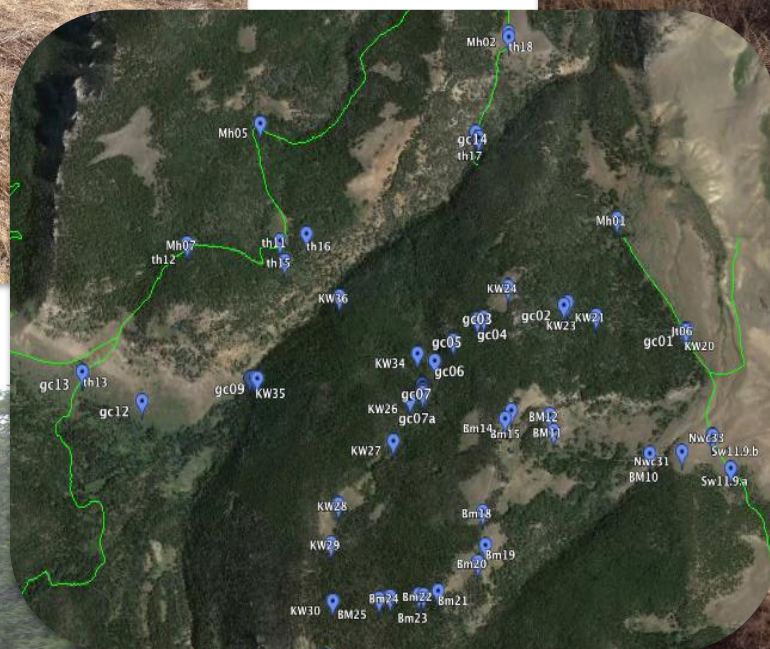 Mh02
th18
Mh05
gc14
th17
Mh01
Mh07
th12
th11
th16
th15
KW36
KW24
gc02
KW23
KW21
gc03
gc04
Jt06
gc01
KW20
gc05
KW34
gc06
gc13
th13
gc09
KW35
gc07
gc12
KW26
gc07a
BM12
Bm14
Bm15
BM11
KW27
Nwc33
Sw11.9.b
Nwc31
BM10
Sw11.9.a
KW28
Bm18
KW29
Bm19
Bm20
KW30
BM25
Bm24
Bm22
Bm21
Bm23